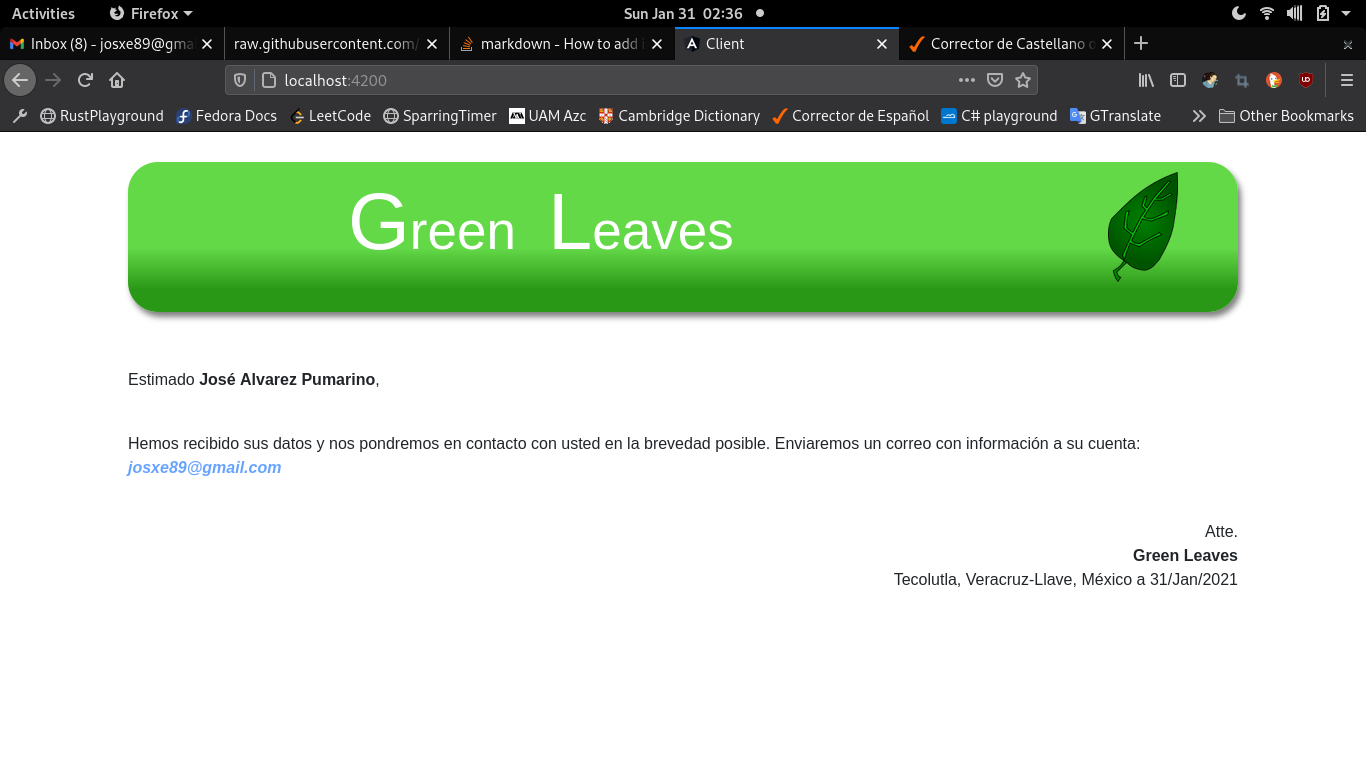 Activities Firefox Sun Jan 31 02:36
Inbox (8) - josxe89@gma raw.githubusercontent.com/ markdown - How to add Client Corrector de Castellano
localhost:4200
RustPlayground Fedora Docs LeetCode SparringTimer UAM Azc Cambridge Dictionary Corrector de Español C# playground GTranslate Other Bookmarks
Green Leaves
Estimado José Alvarez Pumarino,
Hemos recibido sus datos y nos pondremos en contacto con usted en la brevedad posible. Enviaremos un correo con información a su cuenta:
josxe89@gmail.com
Atte.
Green Leaves
Tecolutla, Veracruz-Llave, México a 31/Jan/2021